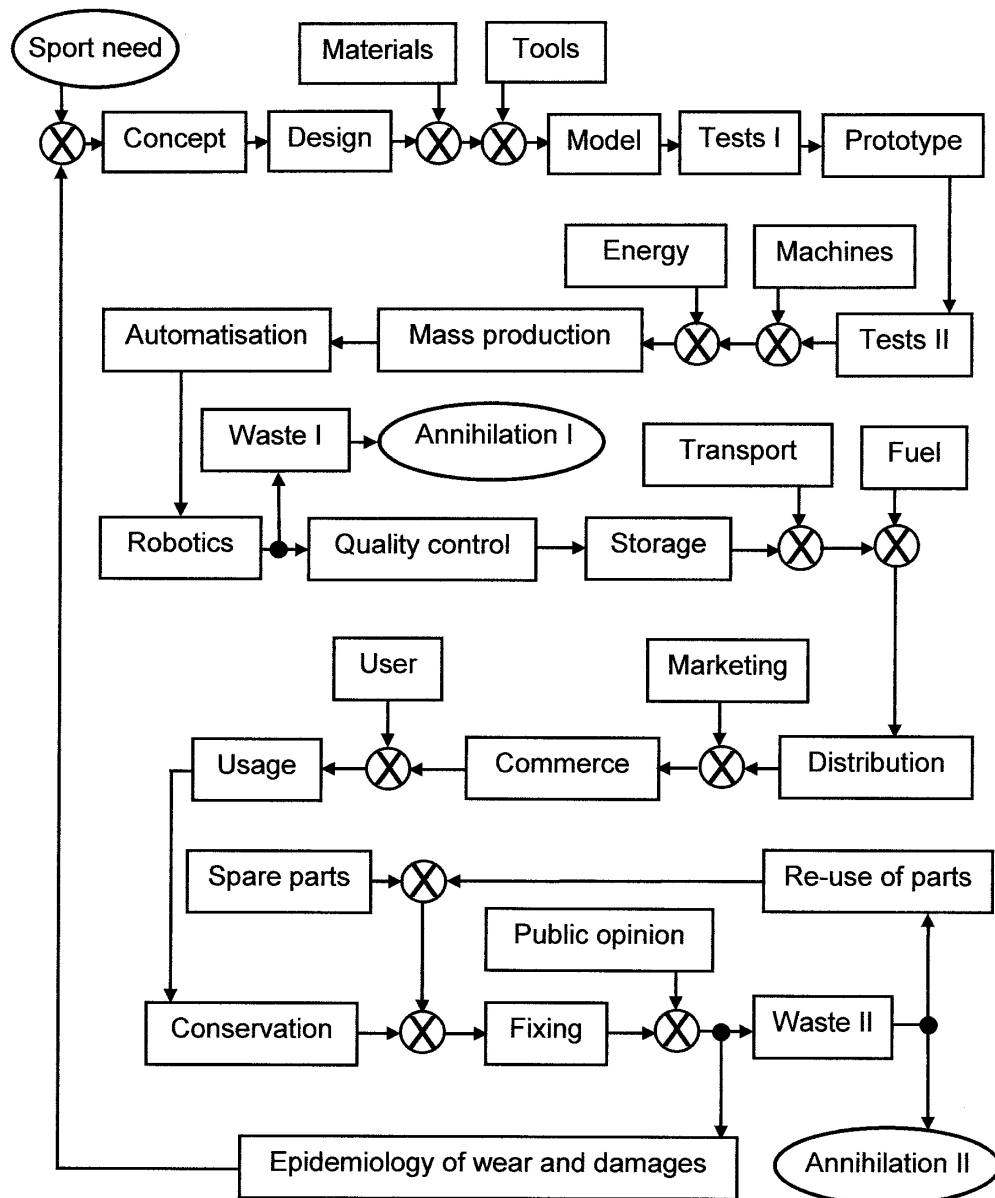 Sport need
Materials
Tools
Concept
Design
Model
Tests I
Prototype
Energy
Machines
Automatisation
Mass production
Tests II
Waste I
Annihilation I
Transport
Fuel
Robotics
Quality control
Storage
User
Marketing
Usage
Commerce
Distribution
Spare parts
Re-use of parts
Public opinion
Conservation
Fixing
Waste II
Epidemiology of wear and damages
Annihilation II